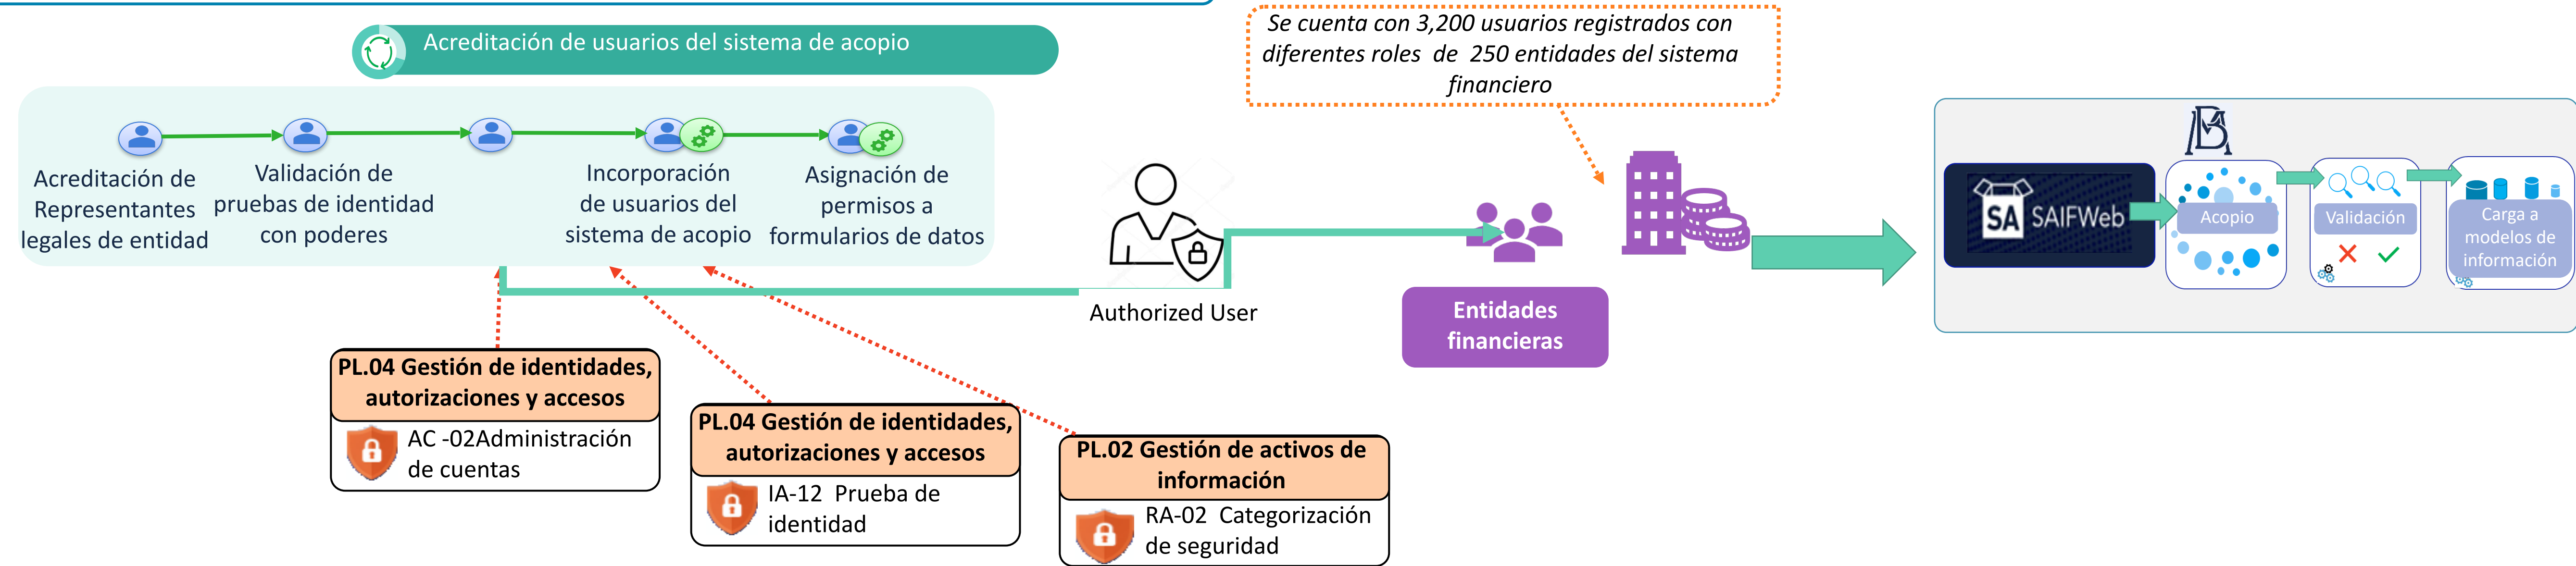 Acreditación de usuarios del sistema de acopio
Se cuenta con 3,200 usuarios registrados con
diferentes roles de 250 entidades del sistema
financiero
Acreditación de
Representantes
legales de entidad
Validación de
pruebas de identidad
con poderes
Incorporación
de usuarios del
sistema de acopio
Asignación de
permisos a
formularios de datos
Authorized User
Entidades
financieras
SA SAIFWeb
Acopio
Validación
Carga a
modelos de
información
PL.04 Gestión de identidades,
autorizaciones y accesos
AC -02Administración
de cuentas
PL.04 Gestión de identidades,
autorizaciones y accesos
IA-12 Prueba de
identidad
PL.02 Gestión de activos de
información
RA-02 Categorización
de seguridad